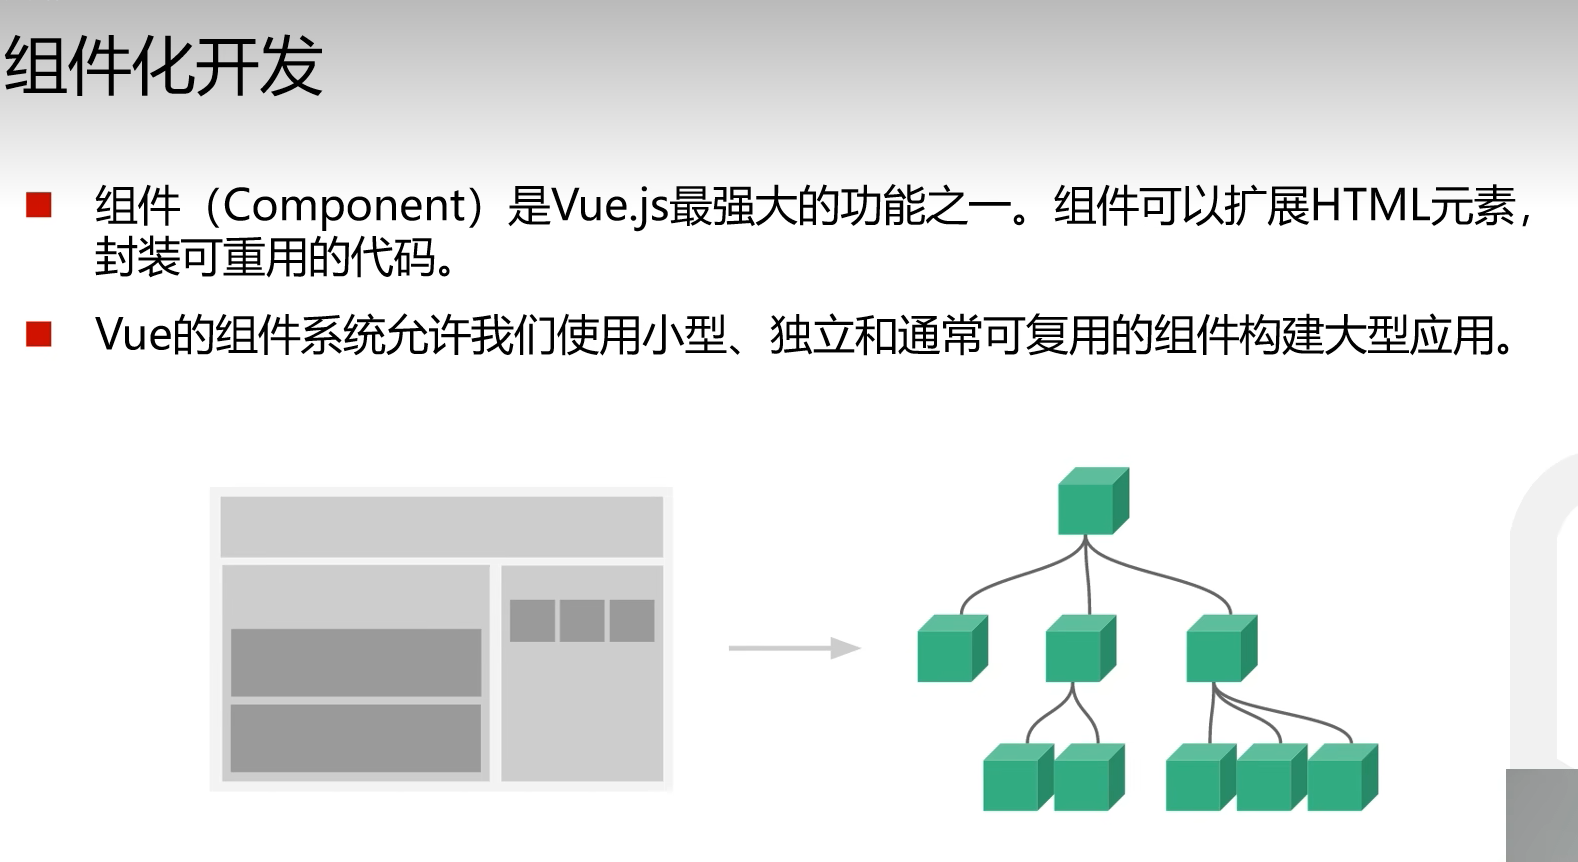 组件化开发
组件（Component）是Vue.js最强大的功能之一。组件可以扩展HTML元素，
封装可重用的代码。
Vue的组件系统允许我们使用小型、独立和通常可复用的组件构建大型应用。